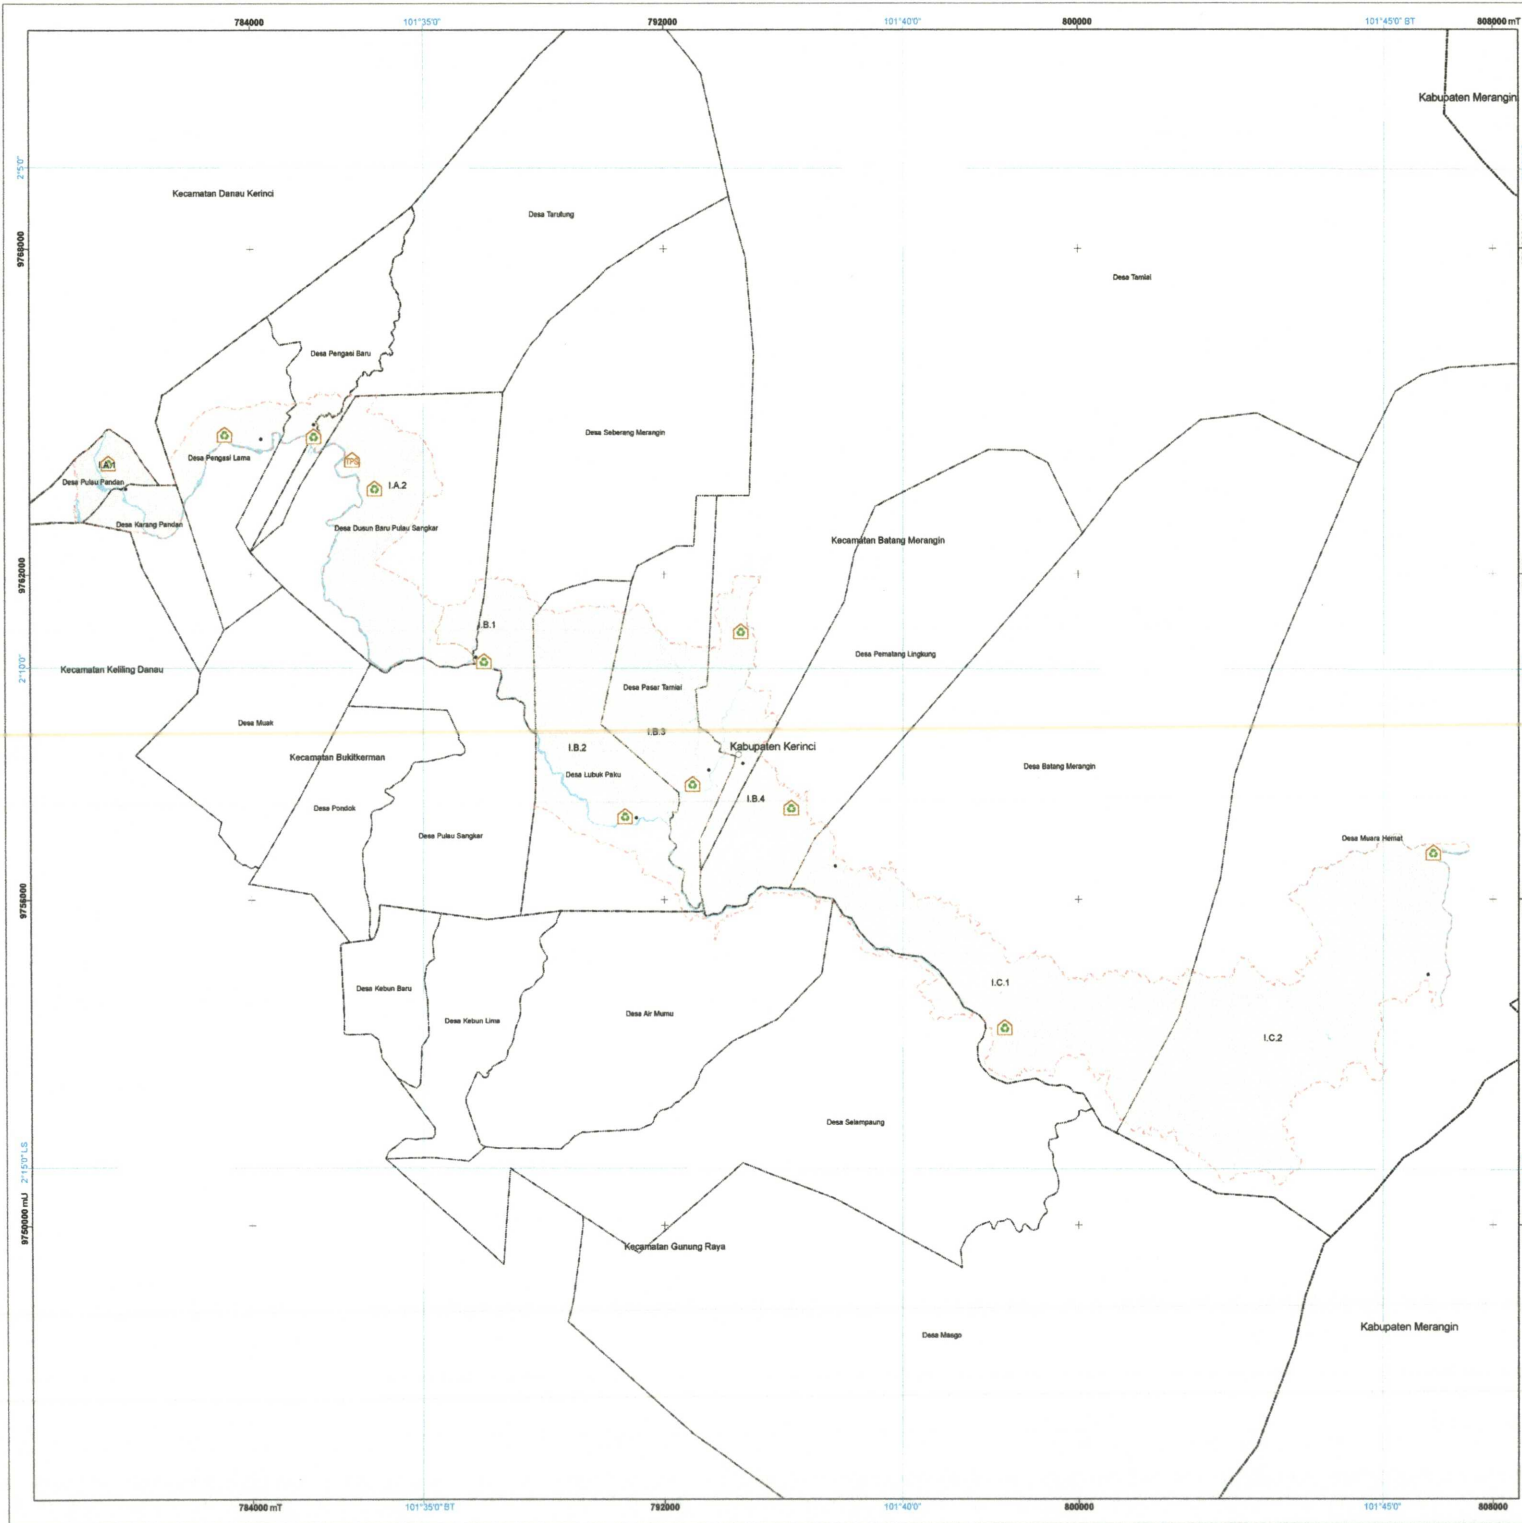 784000
101°35'0"
792000
101°40'0"
800000
101°45'0" BT
808000 mT
Kabupaten Merangin
2°5'0"
Kecamatan Danau Kerinci
Desa Tarutung
9768000
Desa Tamiai
Desa Pengasi Baru
Desa Seberang Merangin
Desa Pengasi Lama
I.A.1
TPS
Desa Pulau Pandan
I.A.2
Desa Karang Pandan
Desa Dusun Baru Pulau Sangkar
Kecamatan Batang Merangin
9762000
I.B.1
Desa Pematang Lingkung
2°10'0"
Kecamatan Keliling Danau
Desa Pasar Tamiai
Desa Muak
I.B.3
I.B.2
Kabupaten Kerinci
Kecamatan Bukitkerman
Desa Batang Merangin
Desa Lubuk Paku
I.B.4
Desa Pondok
Desa Pulau Sangkar
Desa Muara Hemat
9756000
I.C.1
Desa Kebun Baru
Desa Air Mumu
Desa Kebun Lima
I.C.2
Desa Selampaung
2°15'0" LS
9750000 mU
Kecamatan Gunung Raya
Kabupaten Merangin
Desa Masgo
784000 mT
101°35'0" BT
792000
101°40'0"
800000
101°45'0"
808000